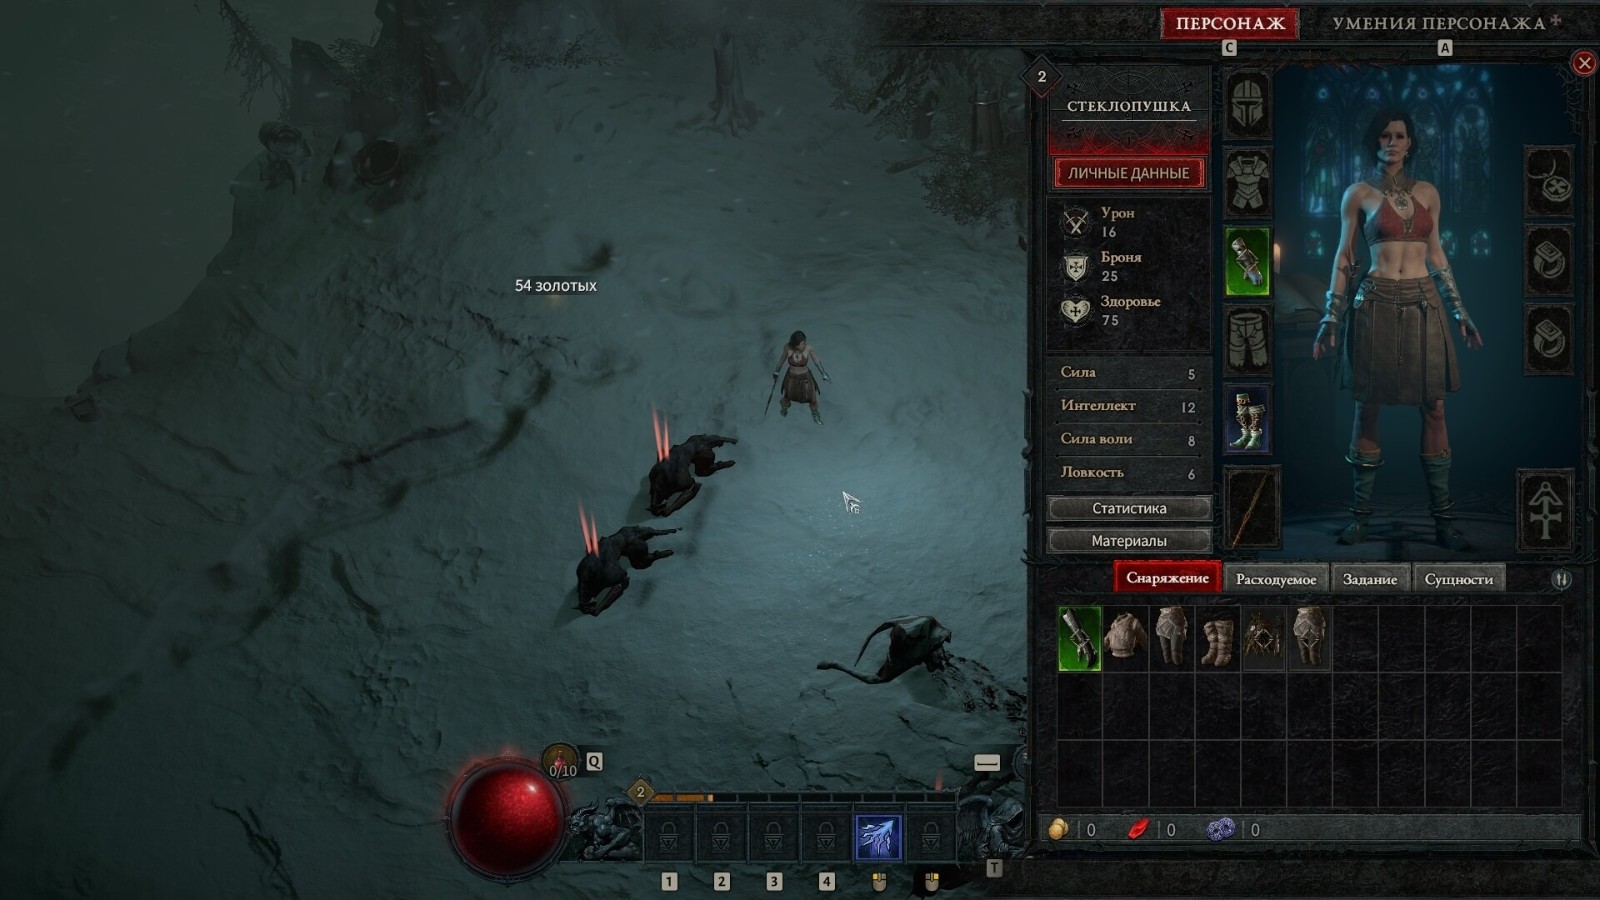 ПЕРСОНАЖ
УМЕНИЯ ПЕРСОНАЖА
C
A
2
СТЕКЛОПУШКА
ЛИЧНЫЕ ДАННЫЕ
Урон
16
Броня
25
Здоровье
75
Сила 5
Интеллект 12
Сила воли 8
Ловкость 6
Статистика
Материалы
54 золотых
Снаряжение Расходуемое Задание Сущности
0/10
Q
2
0 0 0
T
1 2 3 4